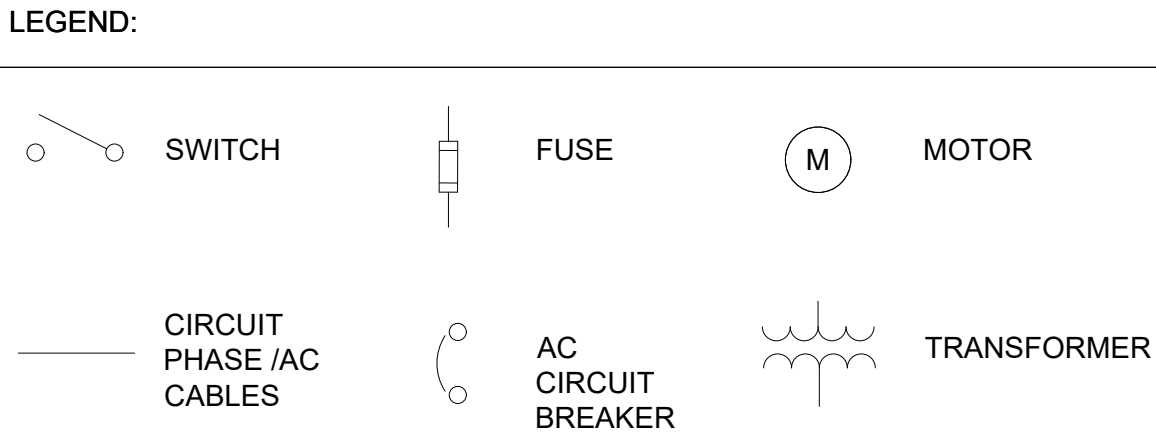 LEGEND:
SWITCH
FUSE
M
MOTOR
CIRCUIT
PHASE /AC
CABLES
AC
CIRCUIT
BREAKER
TRANSFORMER